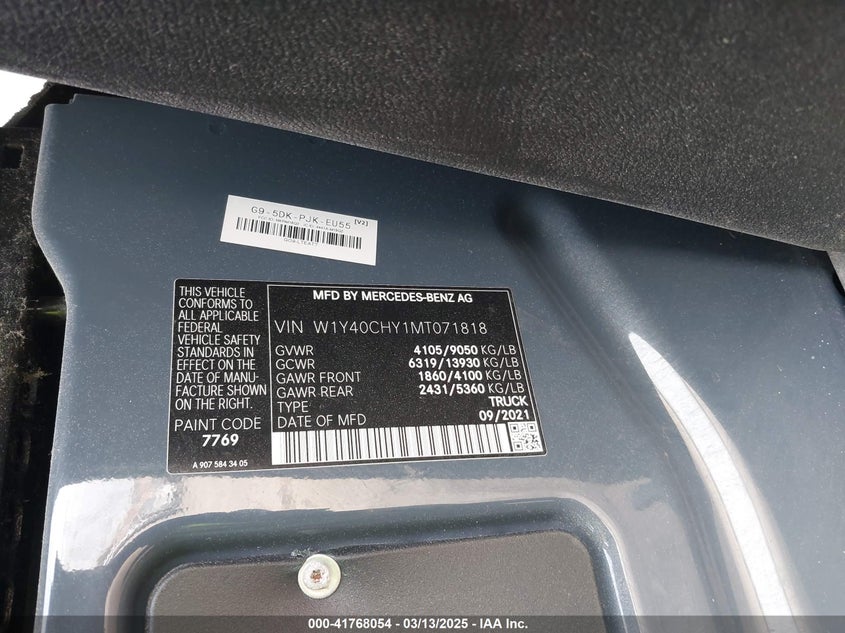 G9-5DK-PJK-EU55 [V2]
THIS VEHICLE
CONFORMS TO
ALL APPLICABLE
FEDERAL
VEHICLE SAFETY
STANDARDS IN
EFFECT ON THE
DATE OF MANU-
FACTURE SHOWN
ON THE RIGHT.
PAINT CODE
7769
A 907 584 34 05
MFD BY MERCEDES-BENZ AG
VIN W1Y40CHY1MT071818
GVWR 4105/9050 KG/LB
GCWR 6319/13930 KG/LB
GAWR FRONT 1860/4100 KG/LB
GAWR REAR 2431/5360 KG/LB
TYPE TRUCK
DATE OF MFD 09/2021
000-41768054 — 03/13/2025 — IAA Inc.